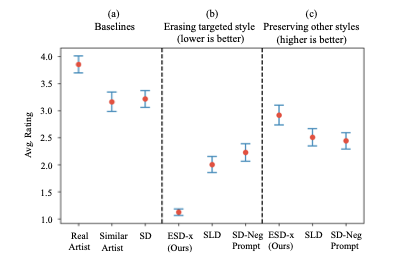 (a)
Baselines
(b)
Erasing targeted style
(lower is better)
(c)
Preserving other styles
(higher is better)
Avg. Rating
4.0
3.5
3.0
2.5
2.0
1.5
1.0
Real
Artist
Similar
Artist
SD
ESD-x
(Ours)
SLD
SD-Neg
Prompt
ESD-x
(Ours)
SLD
SD-Neg
Prompt